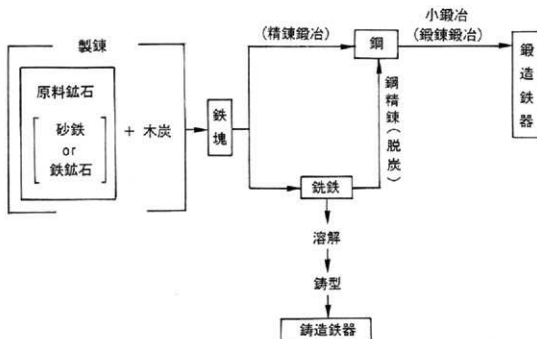 製錬
原料鉱石
砂鉄
or
鉄鉱石
+ 木炭
鉄塊
(精錬鍛冶)
鋼
小鍛冶
(鍛錬鍛冶)
鍛造鉄器
鋼精錬(脱炭)
銑鉄
溶解
鋳型
鋳造鉄器